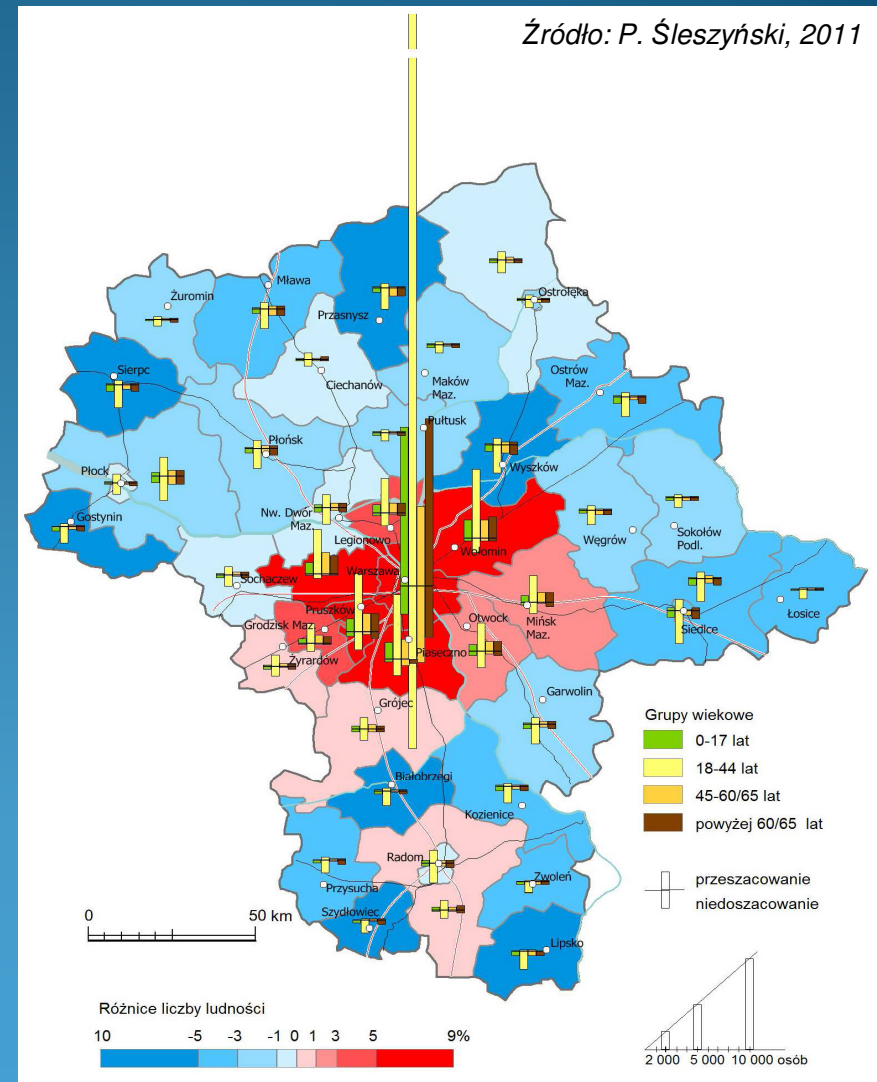 Źródło: P. Śleszyński, 2011
Mława
Żuromin
Przasnysz
Ostrołęka
Sierpc
Ciechanów
Maków
Maz.
Ostrów
Maz.
Pułtusk
Płońsk
Wyszków
Płock
Nw. Dwór
Maz.
Gostynin
Legionowo
Węgrów
Sokołów
Podl.
Wołomin
Sochaczew
Warszawa
Pruszków
Otwock
Mińsk
Maz.
Siedlce
Łosice
Grodzisk Maz.
Piaseczno
Żyrardów
Garwolin
Grójec
Białobrzegi
Kozienice
Radom
Przysucha
Zwoleń
Szydłowiec
Lipsko
Grupy wiekowe
0-17 lat
18-44 lat
45-60/65 lat
powyżej 60/65 lat
przeszacowanie
niedoszacowanie
0 50 km
Różnice liczby ludności
10 -5 -3 -1 0 1 3 5 9%
2 000 5 000 10 000 osób